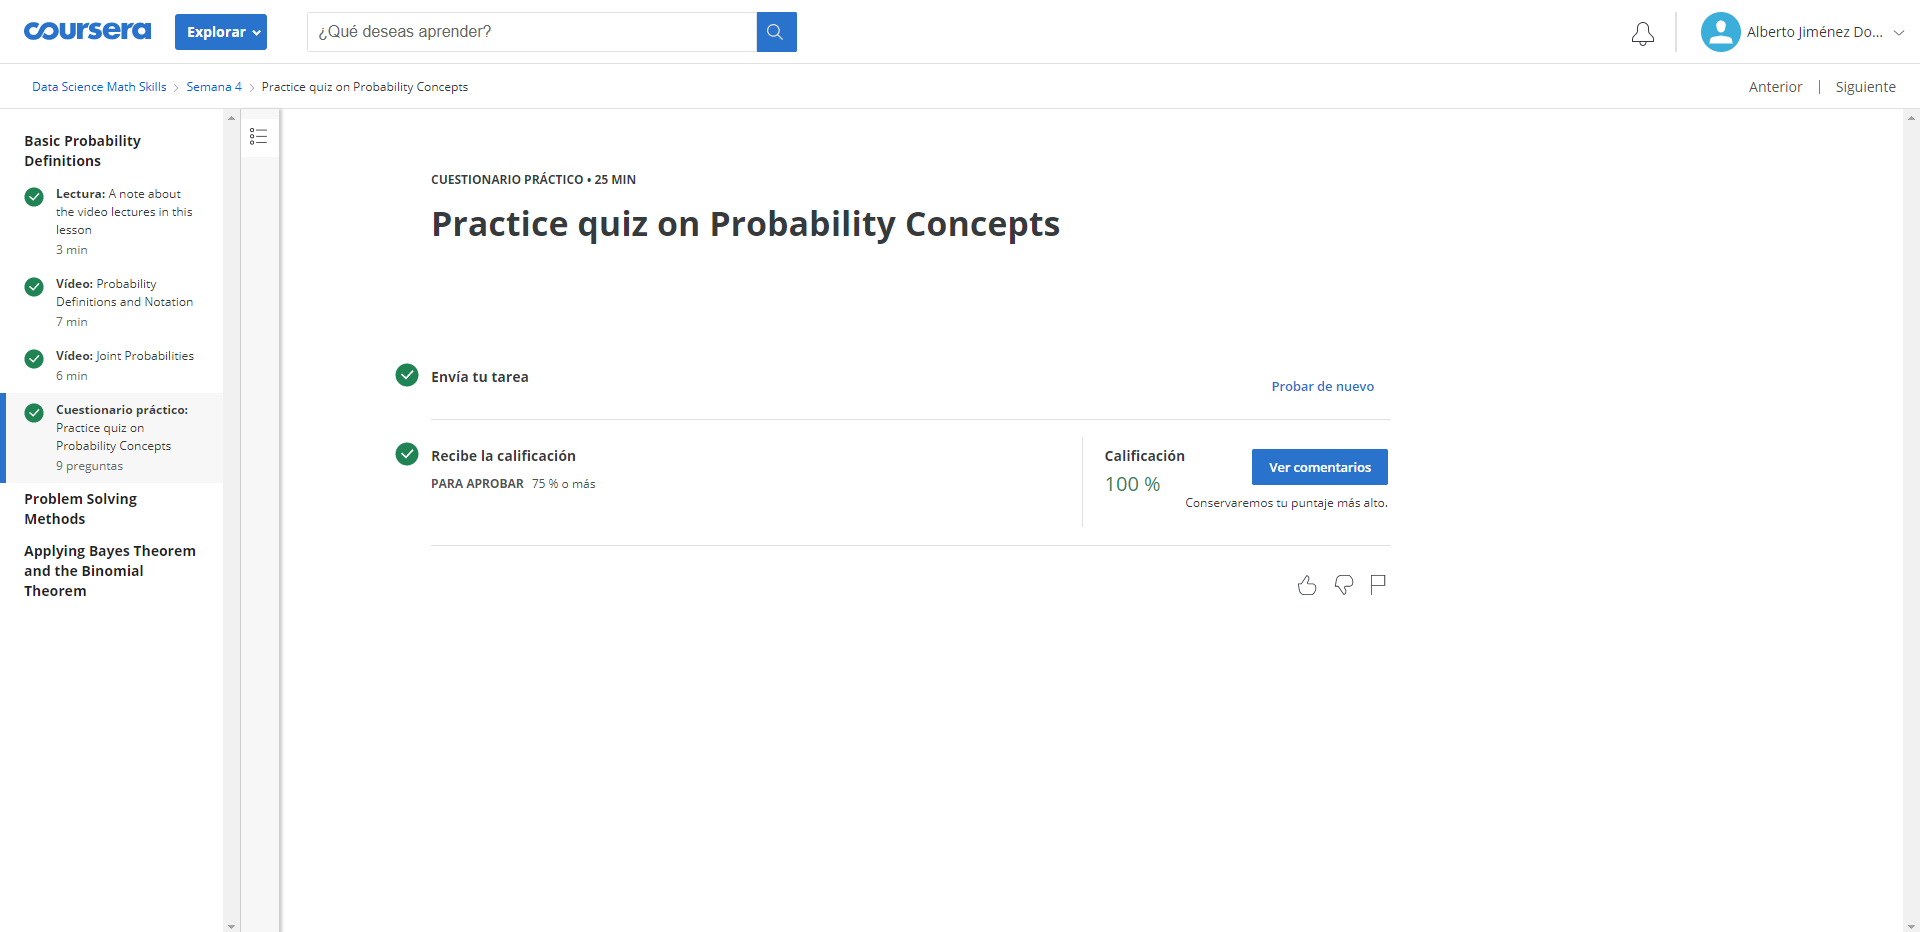 coursera
Explorar
¿Qué deseas aprender?
Alberto Jiménez Do...
Data Science Math Skills
Semana 4
Practice quiz on Probability Concepts
Anterior
Siguiente
Basic Probability
Definitions
Lectura: A note about
the video lectures in this
lesson
3 min
Vídeo: Probability
Definitions and Notation
7 min
Vídeo: Joint Probabilities
6 min
Cuestionario práctico:
Practice quiz on
Probability Concepts
9 preguntas
Problem Solving
Methods
Applying Bayes Theorem
and the Binomial
Theorem
CUESTIONARIO PRÁCTICO • 25 MIN
Practice quiz on Probability Concepts
Envía tu tarea
Probar de nuevo
Recibe la calificación
PARA APROBAR 75 % o más
Calificación
100 %
Ver comentarios
Conservaremos tu puntaje más alto.